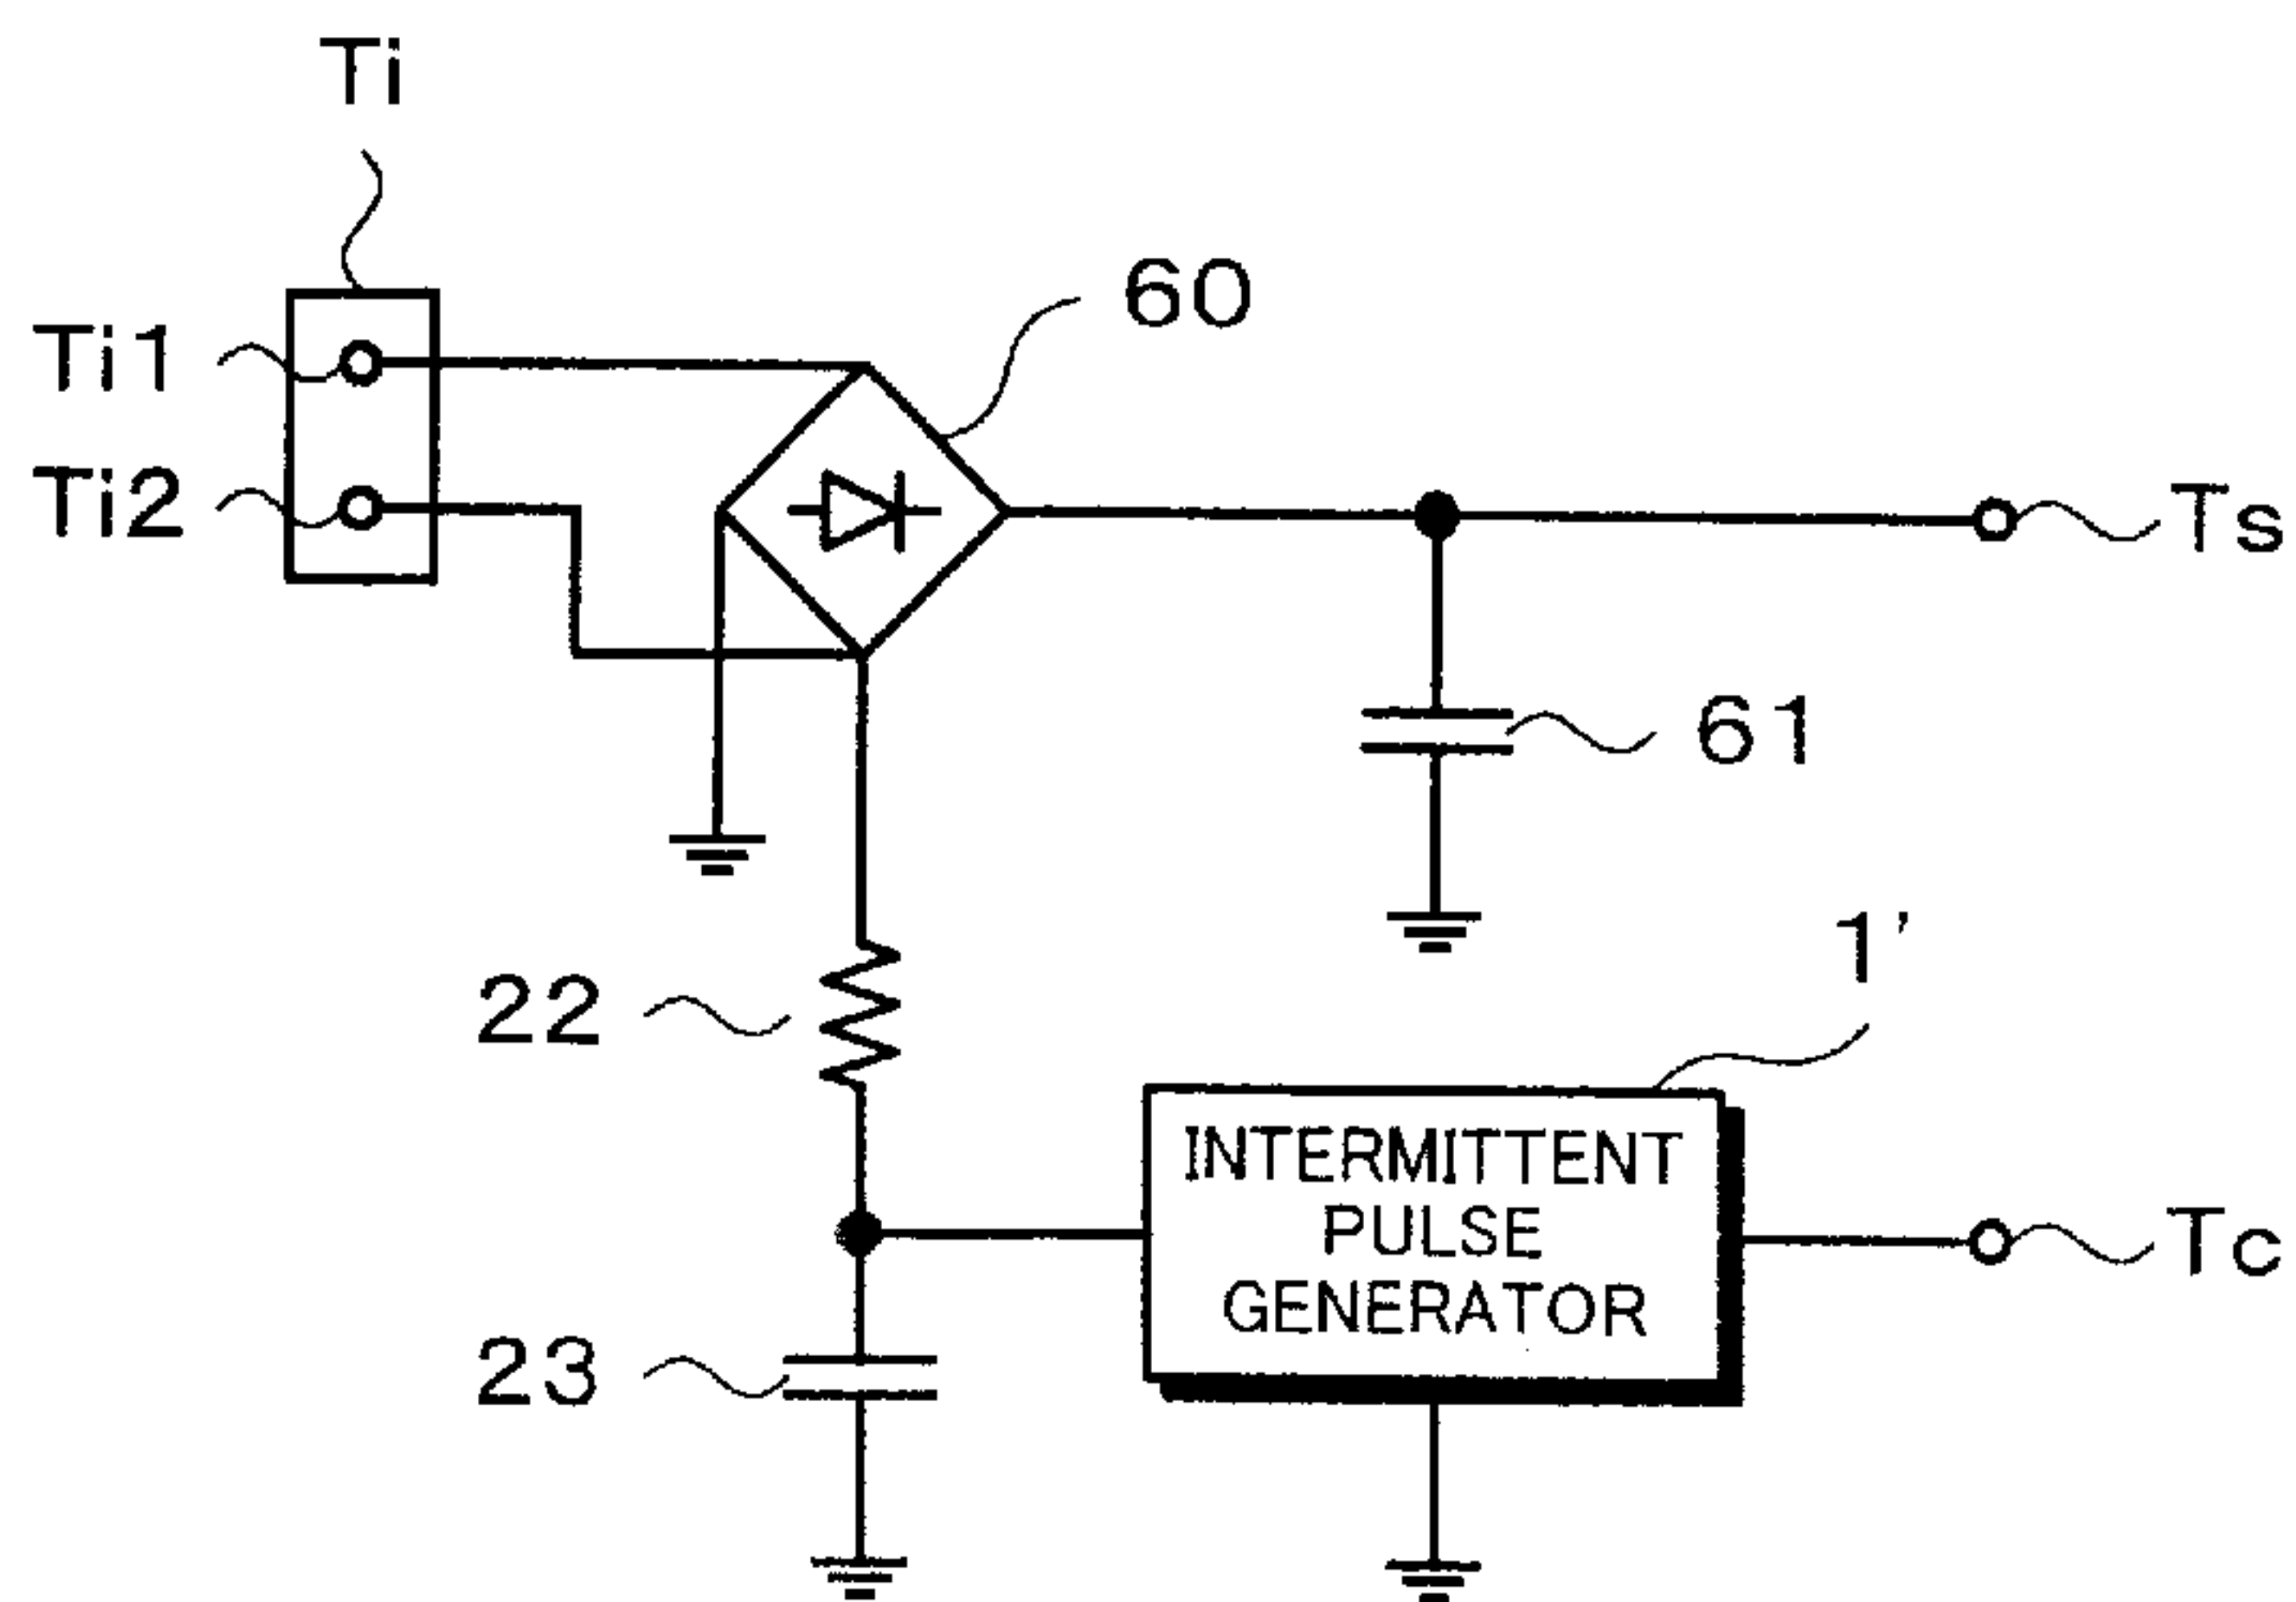 Ti
60
Ti1
Ti2
Ts
61
1’
22
INTERMITTENT
PULSE
GENERATOR
Tc
23